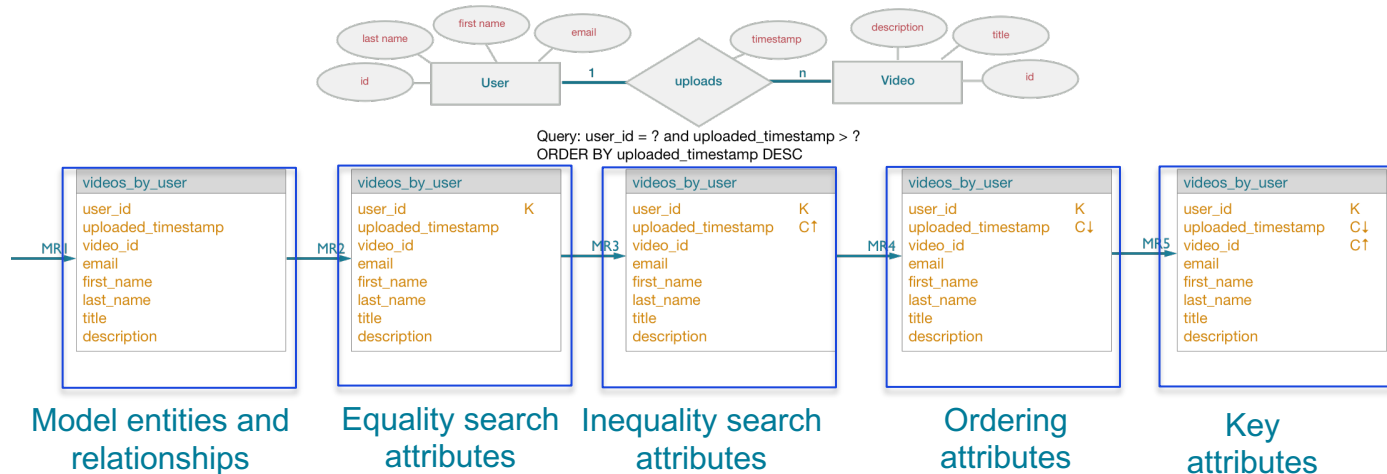 first name
last name
email
id
User
1
uploads
timestamp
n
description
title
Video
id
Query: user_id = ? and uploaded_timestamp > ?
ORDER BY uploaded_timestamp DESC
MR1
videos_by_user
user_id
uploaded_timestamp
video_id
email
first_name
last_name
title
description
Model entities and
relationships
MR2
videos_by_user
user_id K
uploaded_timestamp
video_id
email
first_name
last_name
title
description
Equality search
attributes
MR3
videos_by_user
user_id K
uploaded_timestamp C↑
video_id
email
first_name
last_name
title
description
Inequality search
attributes
MR4
videos_by_user
user_id K
uploaded_timestamp C↓
video_id
email
first_name
last_name
title
description
Ordering
attributes
MR5
videos_by_user
user_id K
uploaded_timestamp C↓
video_id C↑
email
first_name
last_name
title
description
Key
attributes